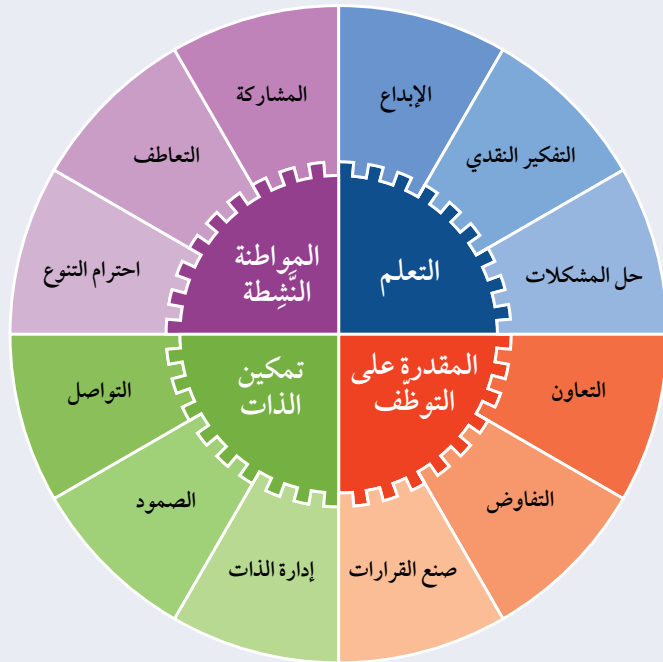 الإبداع
التفكير النقدي
حل المشكلات
التعلم
المشاركة
التعاطف
احترام التنوع
المواطنة
النَّشِطة
التعاون
التفاوض
صنع القرارات
المقدرة على
التوظّف
التواصل
الصمود
إدارة الذات
تمكين
الذات